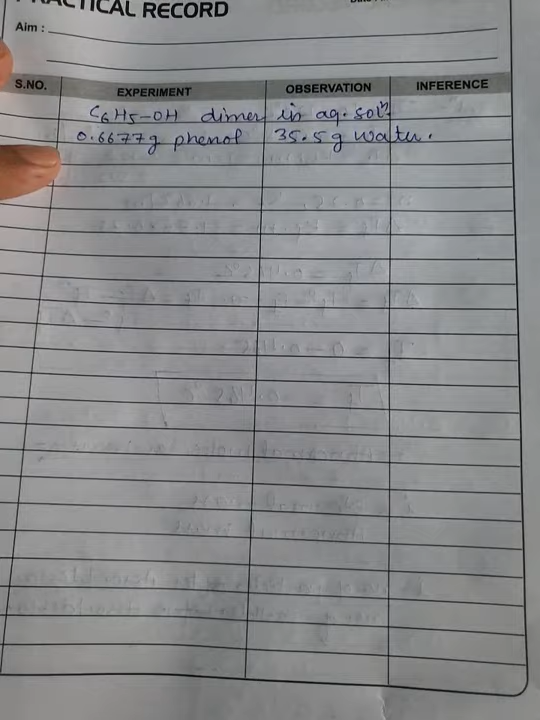 PRACTICAL RECORD
Aim :
S.NO. EXPERIMENT OBSERVATION INFERENCE
C6H5-OH dimer in aq. solⁿ
0.6677g phenol 35.5g water.